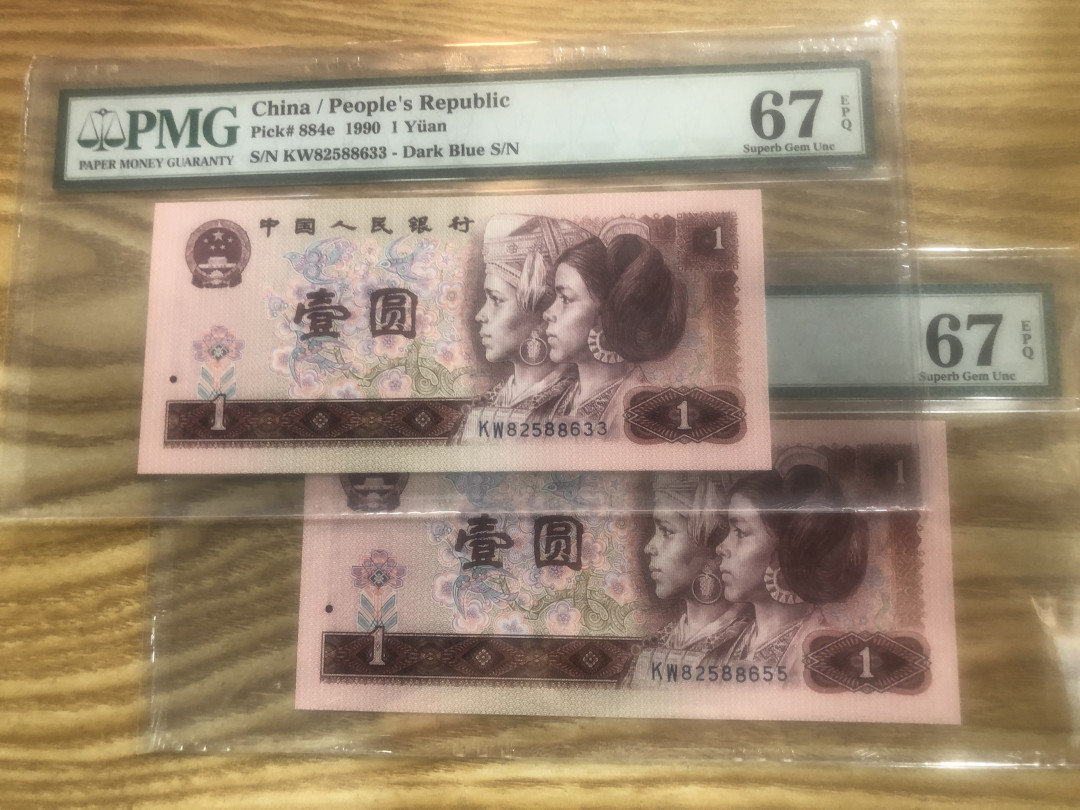 PMG
PAPER MONEY GUARANTY
China / People's Republic
Pick# 884e 1990 1 Yüan
S/N KW82588633 - Dark Blue S/N
67
EPQ
Superb Gem Unc
中国人民银行
1
壹圆
1
KW82588633
1
67
EPQ
Superb Gem Unc
1
壹圆
1
KW82588655
1